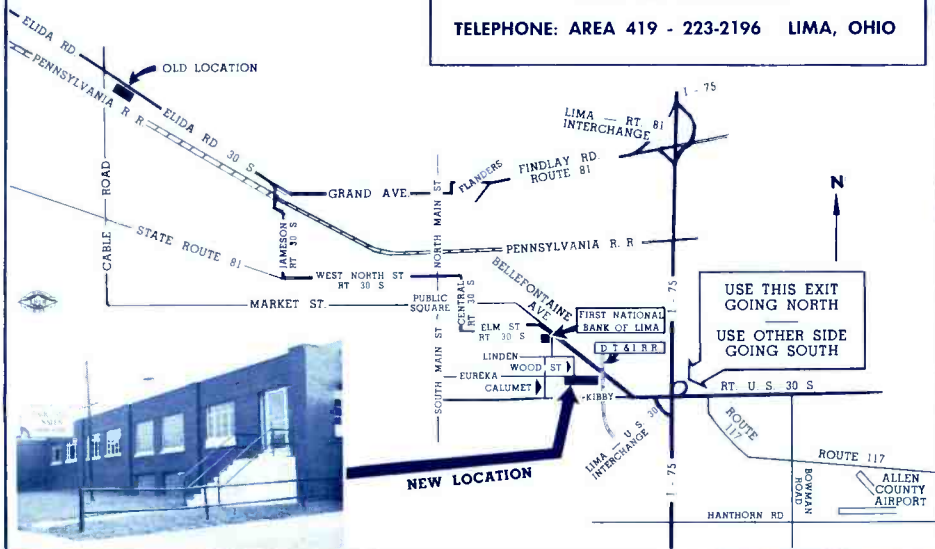 TELEPHONE: AREA 419 - 223-2196 LIMA, OHIO
ELIDA RD
PENNSYLVANIA R R
OLD LOCATION
ELIDA RD 30 S
CABLE ROAD
STATE ROUTE 81
JAMESON
RT 30 S
GRAND AVE.
NORTH MAIN ST
FLANDERS
FINDLAY RD.
ROUTE 81
LIMA — RT. 81
INTERCHANGE
I - 75
N
PENNSYLVANIA R. R
WEST NORTH ST
RT 30 S
MARKET ST.
PUBLIC
SQUARE
CENTRAL
RT 30 S
BELLEFONTAINE
AVE
ELM ST
RT 30 S
FIRST NATIONAL
BANK OF LIMA
D T & I R R
LINDEN
WOOD ST
EUREKA
CALUMET
SOUTH MAIN ST
KIBBY
I - 75
USE THIS EXIT
GOING NORTH
USE OTHER SIDE
GOING SOUTH
RT. U.S. 30 S
LIMA — U S 30
INTERCHANGE
I - 75
ROUTE
117
ROUTE 117
BOWMAN
ROAD
ALLEN
COUNTY
AIRPORT
HANTHORN RD
NEW LOCATION